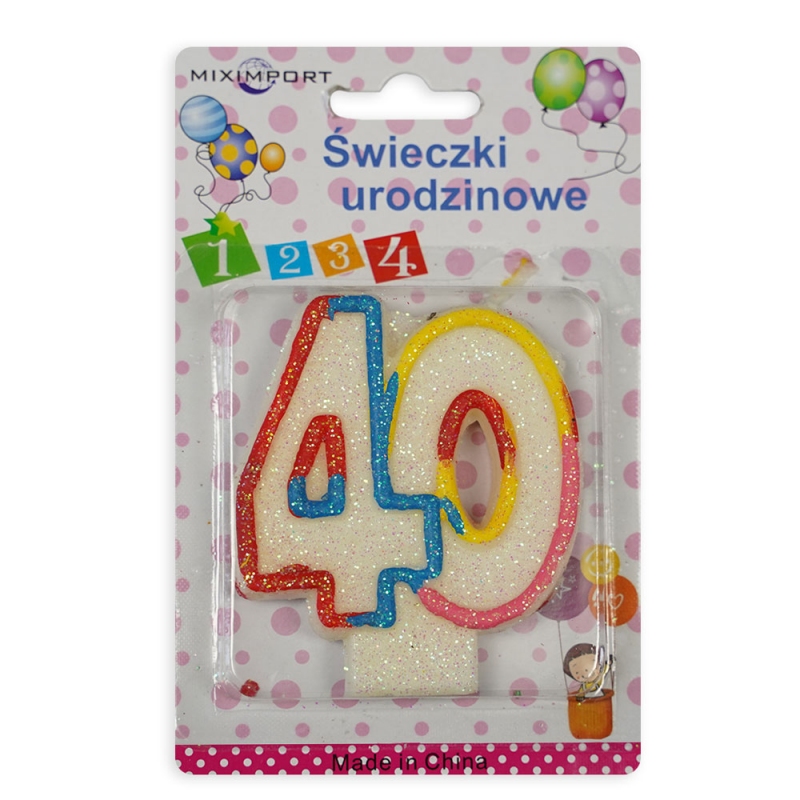 MIXIMPORT
Świeczki
urodzinowe
1 2 3 4
40
Made in China